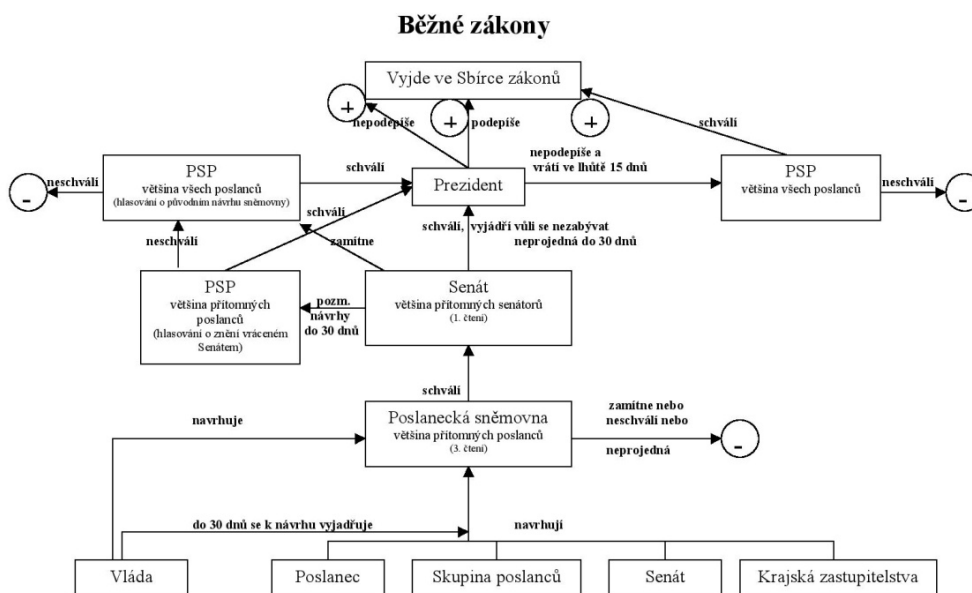 Běžné zákony
Vyjde ve Sbírce zákonů
+
+
+
nepodepíše
podepíše
schválí
nepodepíše a
vrátí ve lhůtě 15 dnů
neschválí
-
PSP
většina všech poslanců
(hlasování o původním návrhu sněmovny)
schválí
Prezident
PSP
většina všech poslanců
neschválí
-
schválí
neschválí
zamítne
schválí, vyjádří vůli se nezabývat
neprojedná do 30 dnů
PSP
většina přítomných
poslanců
(hlasování o znění vráceném
Senátem)
pozm.
návrhy
do 30 dnů
Senát
většina přítomných senátorů
(1. čtení)
schválí
navrhuje
Poslanecká sněmovna
většina přítomných poslanců
(3. čtení)
zamítne nebo
neschválí nebo
neprojedná
-
do 30 dnů se k návrhu vyjadřuje
navrhují
Vláda
Poslanec
Skupina poslanců
Senát
Krajská zastupitelstva